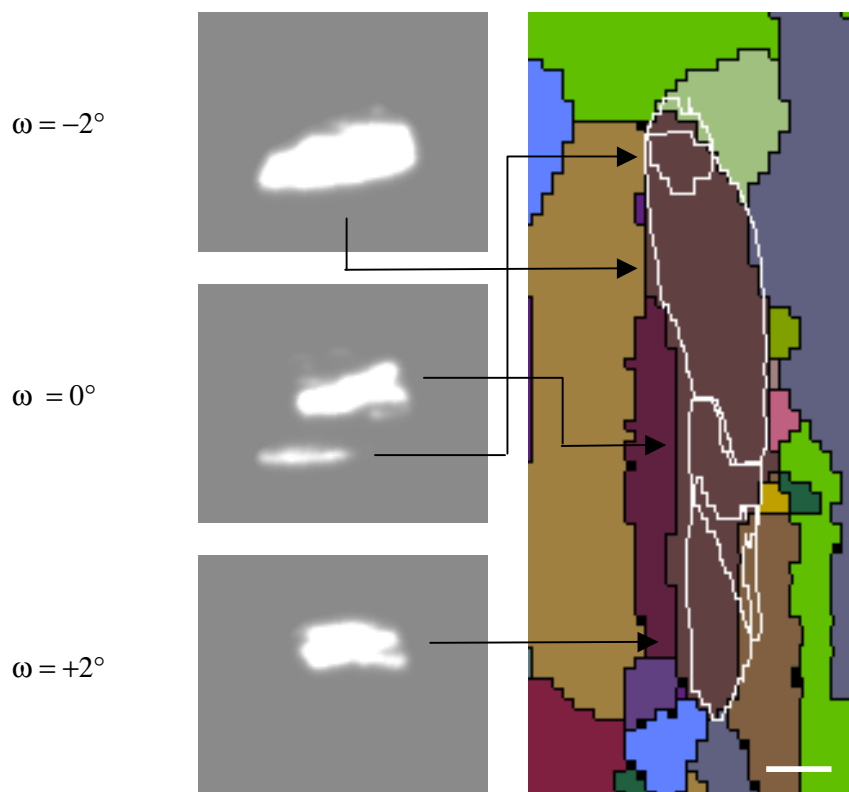 ω = −2°
ω = 0°
ω = +2°